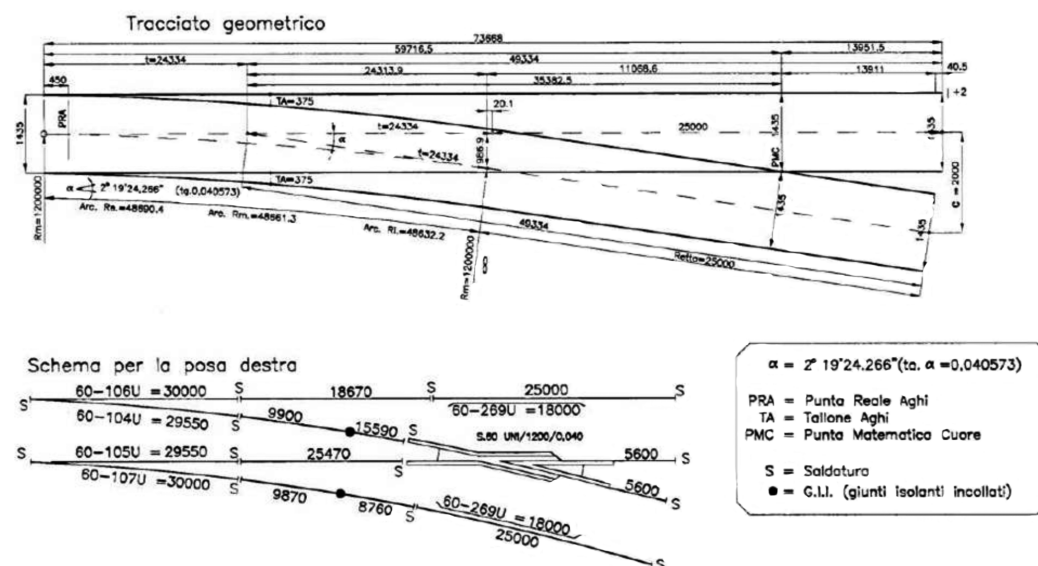 Tracciato geometrico
73668
59716.5
13951.5
t=24334
49334
40.5
450
24313.9
11068.6
13911
35382.5
+2
PRA
TA=375
20.1
1435
t=24334
α
986.9
25000
1435
PMC
1435
t=24334
α = 2° 19'24,266" (tg.0,040573)
TA=375
C =2000
Rm=1200000
Arc. Re.=48690.4
Arc. Rm.=48661.3
Arc. Ri.=48632.2
49334
1435
1435
Rm=1200000
Retta=25000
Schema per la posa destra
S
60-106U =30000
S
18670
S
25000
S
60-104U =29550
9900
15590
S
60-269U =18000
S.60 UNI/1200/0,040
S
60-105U =29550
S
25470
S
5600
S
60-107U =30000
S
9870
8760
S
60-269U =18000
25000
5600
S
S
α = 2° 19'24,266"(ta. α =0,040573)
PRA = Punta Reale Aghi
TA = Tallone Aghi
PMC = Punta Matematica Cuore
S = Saldatura
● = G.I.I. (giunti isolanti incollati)